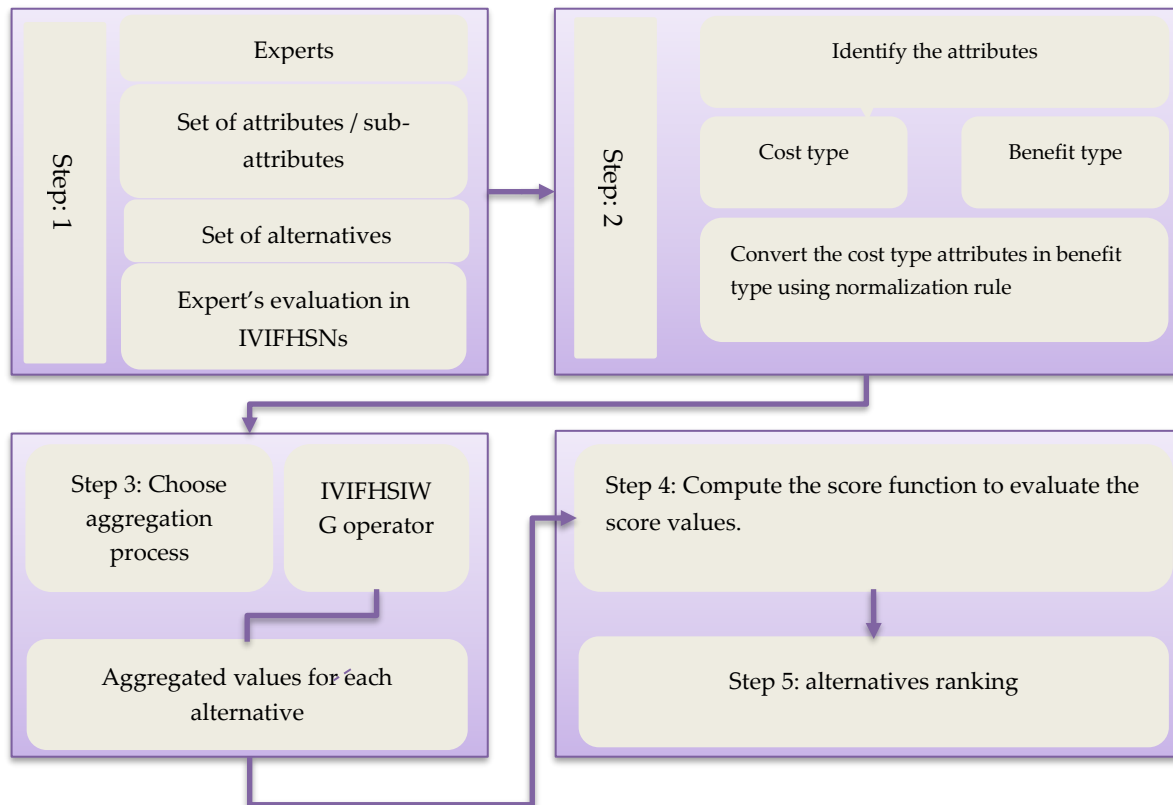 Step: 1
Experts
Set of attributes / sub-
attributes
Set of alternatives
Expert’s evaluation in
IVIFHSNs
Step: 2
Identify the attributes
Cost type
Benefit type
Convert the cost type attributes in benefit
type using normalization rule
Step 3: Choose
aggregation
process
IVIFHSIW
G operator
Aggregated values for each
alternative
Step 4: Compute the score function to evaluate the
score values.
Step 5: alternatives ranking